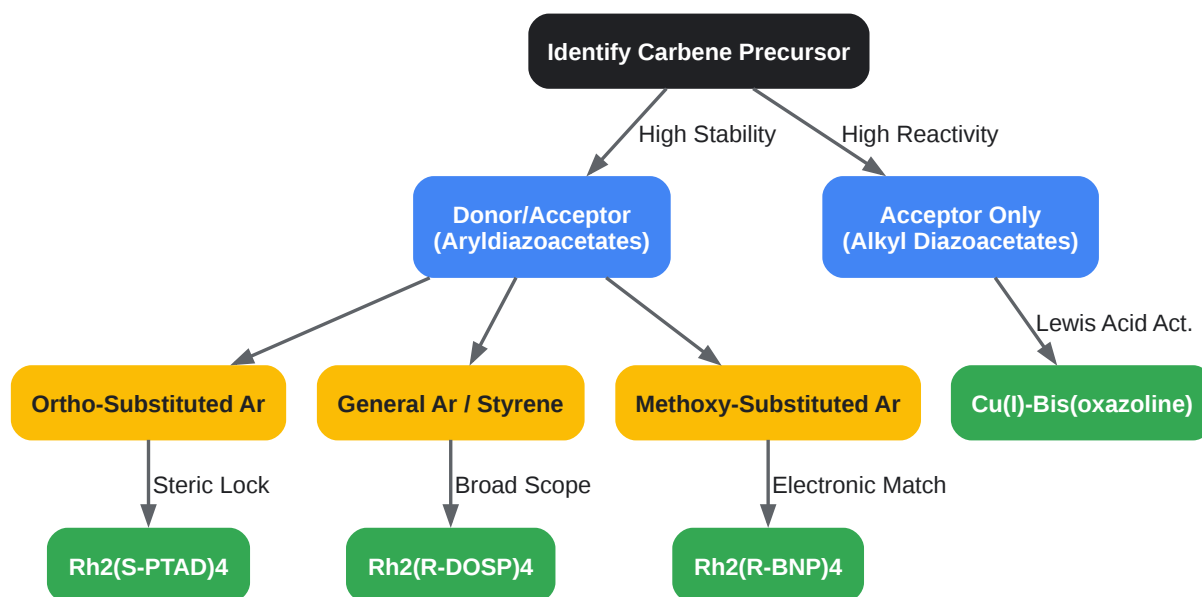 Identify Carbene Precursor
High Stability
High Reactivity
Donor/Acceptor
(Aryldiazoacetates)
Acceptor Only
(Alkyl Diazoacetates)
Lewis Acid Act.
Ortho-Substituted Ar
General Ar / Styrene
Methoxy-Substituted Ar
Cu(I)-Bis(oxazoline)
Steric Lock
Broad Scope
Electronic Match
Rh2(S-PTAD)4
Rh2(R-DOSP)4
Rh2(R-BNP)4